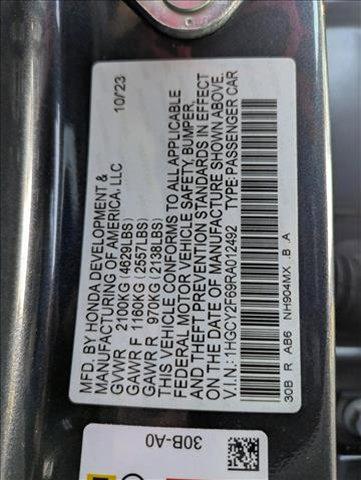 MFD. BY HONDA DEVELOPMENT &
MANUFACTURING OF AMERICA, LLC 10/23
GVWR 2100KG (4629LBS)
GAWR F 1160KG (2557LBS)
GAWR R 970KG (2138LBS)
THIS VEHICLE CONFORMS TO ALL APPLICABLE
FEDERAL MOTOR VEHICLE SAFETY, BUMPER,
AND THEFT PREVENTION STANDARDS IN EFFECT
ON THE DATE OF MANUFACTURE SHOWN ABOVE.
V.I.N.: 1HGCY2F69RA012492 TYPE: PASSENGER CAR
30B R AB6 NH904MX .B .A
30B-A0